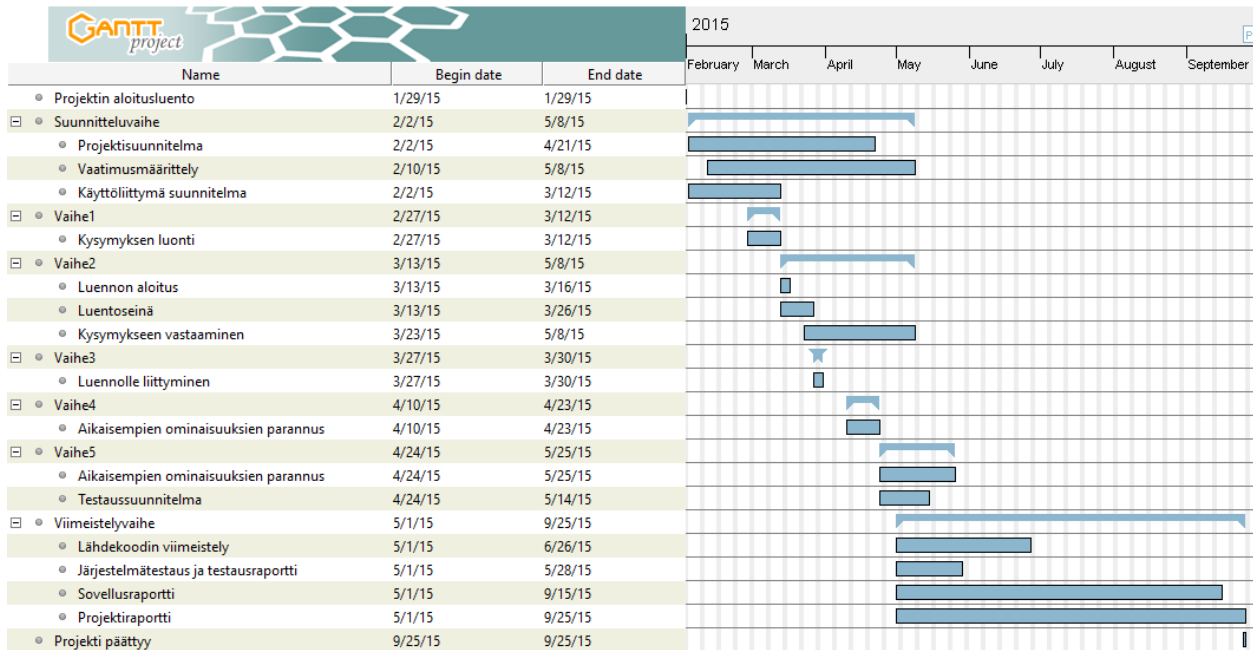 GANTT project
2015
P
Name Begin date End date February March April May June July August September
Projektin aloitusluento 1/29/15 1/29/15
Suunnitteluvaihe 2/2/15 5/8/15
Projektisuunnitelma 2/2/15 4/21/15
Vaatimusmäärittely 2/10/15 5/8/15
Käyttöliittymä suunnitelma 2/2/15 3/12/15
Vaihe1 2/27/15 3/12/15
Kysymyksen luonti 2/27/15 3/12/15
Vaihe2 3/13/15 5/8/15
Luennon aloitus 3/13/15 3/16/15
Luentoseinä 3/13/15 3/26/15
Kysymykseen vastaaminen 3/23/15 5/8/15
Vaihe3 3/27/15 3/30/15
Luennolle liittyminen 3/27/15 3/30/15
Vaihe4 4/10/15 4/23/15
Aikaisempien ominaisuuksien parannus 4/10/15 4/23/15
Vaihe5 4/24/15 5/25/15
Aikaisempien ominaisuuksien parannus 4/24/15 5/25/15
Testaussuunnitelma 4/24/15 5/14/15
Viimeistelyvaihe 5/1/15 9/25/15
Lähdekoodin viimeistely 5/1/15 6/26/15
Järjestelmätestaus ja testausraportti 5/1/15 5/28/15
Sovellusraportti 5/1/15 9/15/15
Projektiraportti 5/1/15 9/25/15
Projekti päättyy 9/25/15 9/25/15